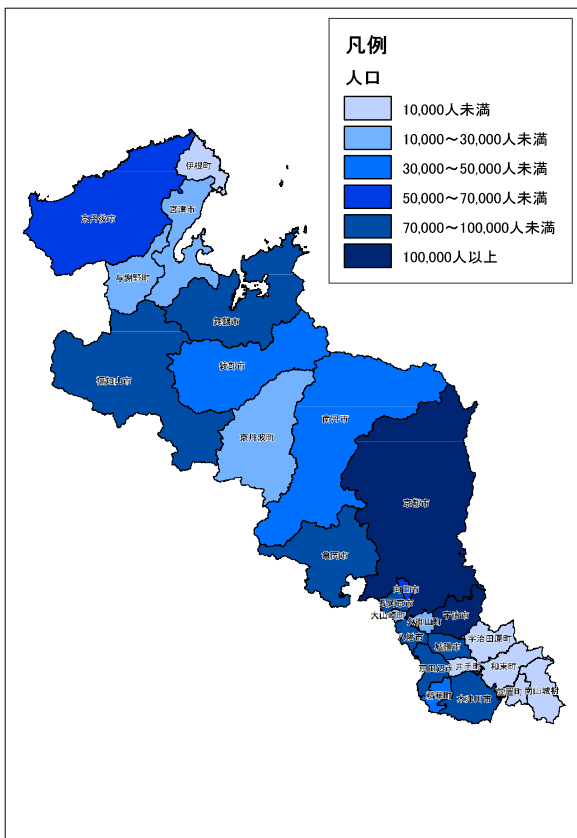 凡例
人口
10,000人未満
10,000～30,000人未満
30,000～50,000人未満
50,000～70,000人未満
70,000～100,000人未満
100,000人以上
伊根町
宮津市
京丹後市
与謝野町
舞鶴市
綾部市
福知山市
南丹市
京丹波町
京都市
亀岡市
向日市
長岡京市
大山崎町
宇治市
久御山町
八幡市
城陽市
宇治田原町
京田辺市
井手町
和束町
精華町
木津川市
笠置町
南山城村